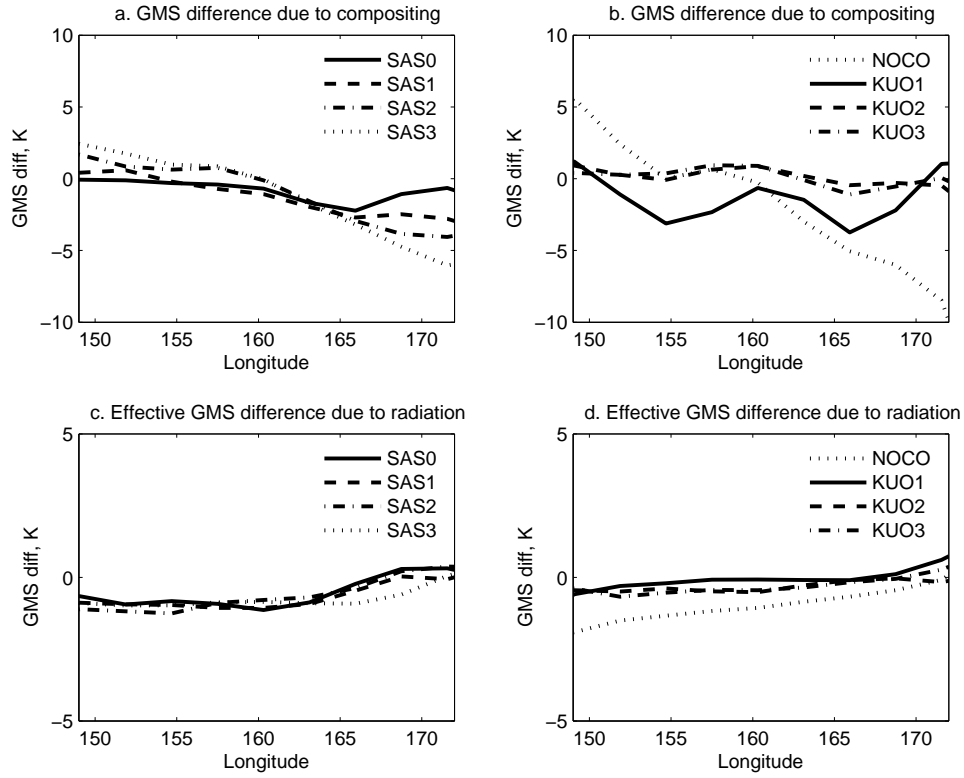 a. GMS difference due to compositing
10
5
0
−5
−10
GMS diff, K
SAS0
SAS1
SAS2
SAS3
150 155 160 165 170
Longitude
b. GMS difference due to compositing
10
5
0
−5
−10
GMS diff, K
NOCO
KUO1
KUO2
KUO3
150 155 160 165 170
Longitude
c. Effective GMS difference due to radiation
5
0
−5
GMS diff, K
SAS0
SAS1
SAS2
SAS3
150 155 160 165 170
Longitude
d. Effective GMS difference due to radiation
5
0
−5
GMS diff, K
NOCO
KUO1
KUO2
KUO3
150 155 160 165 170
Longitude